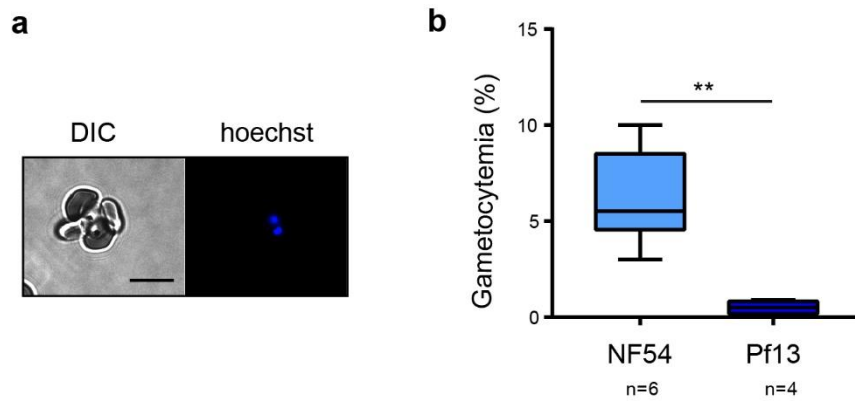 a
DIC hoechst
b
Gametocytemia (%)
15
10
5
0
**
NF54 Pf13
n=6 n=4